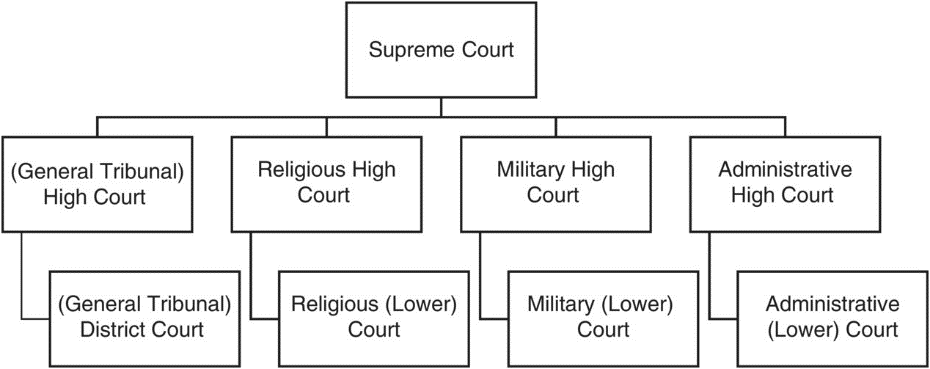 Supreme Court
(General Tribunal)
High Court
Religious High
Court
Military High
Court
Administrative
High Court
(General Tribunal)
District Court
Religious (Lower)
Court
Military (Lower)
Court
Administrative
(Lower) Court